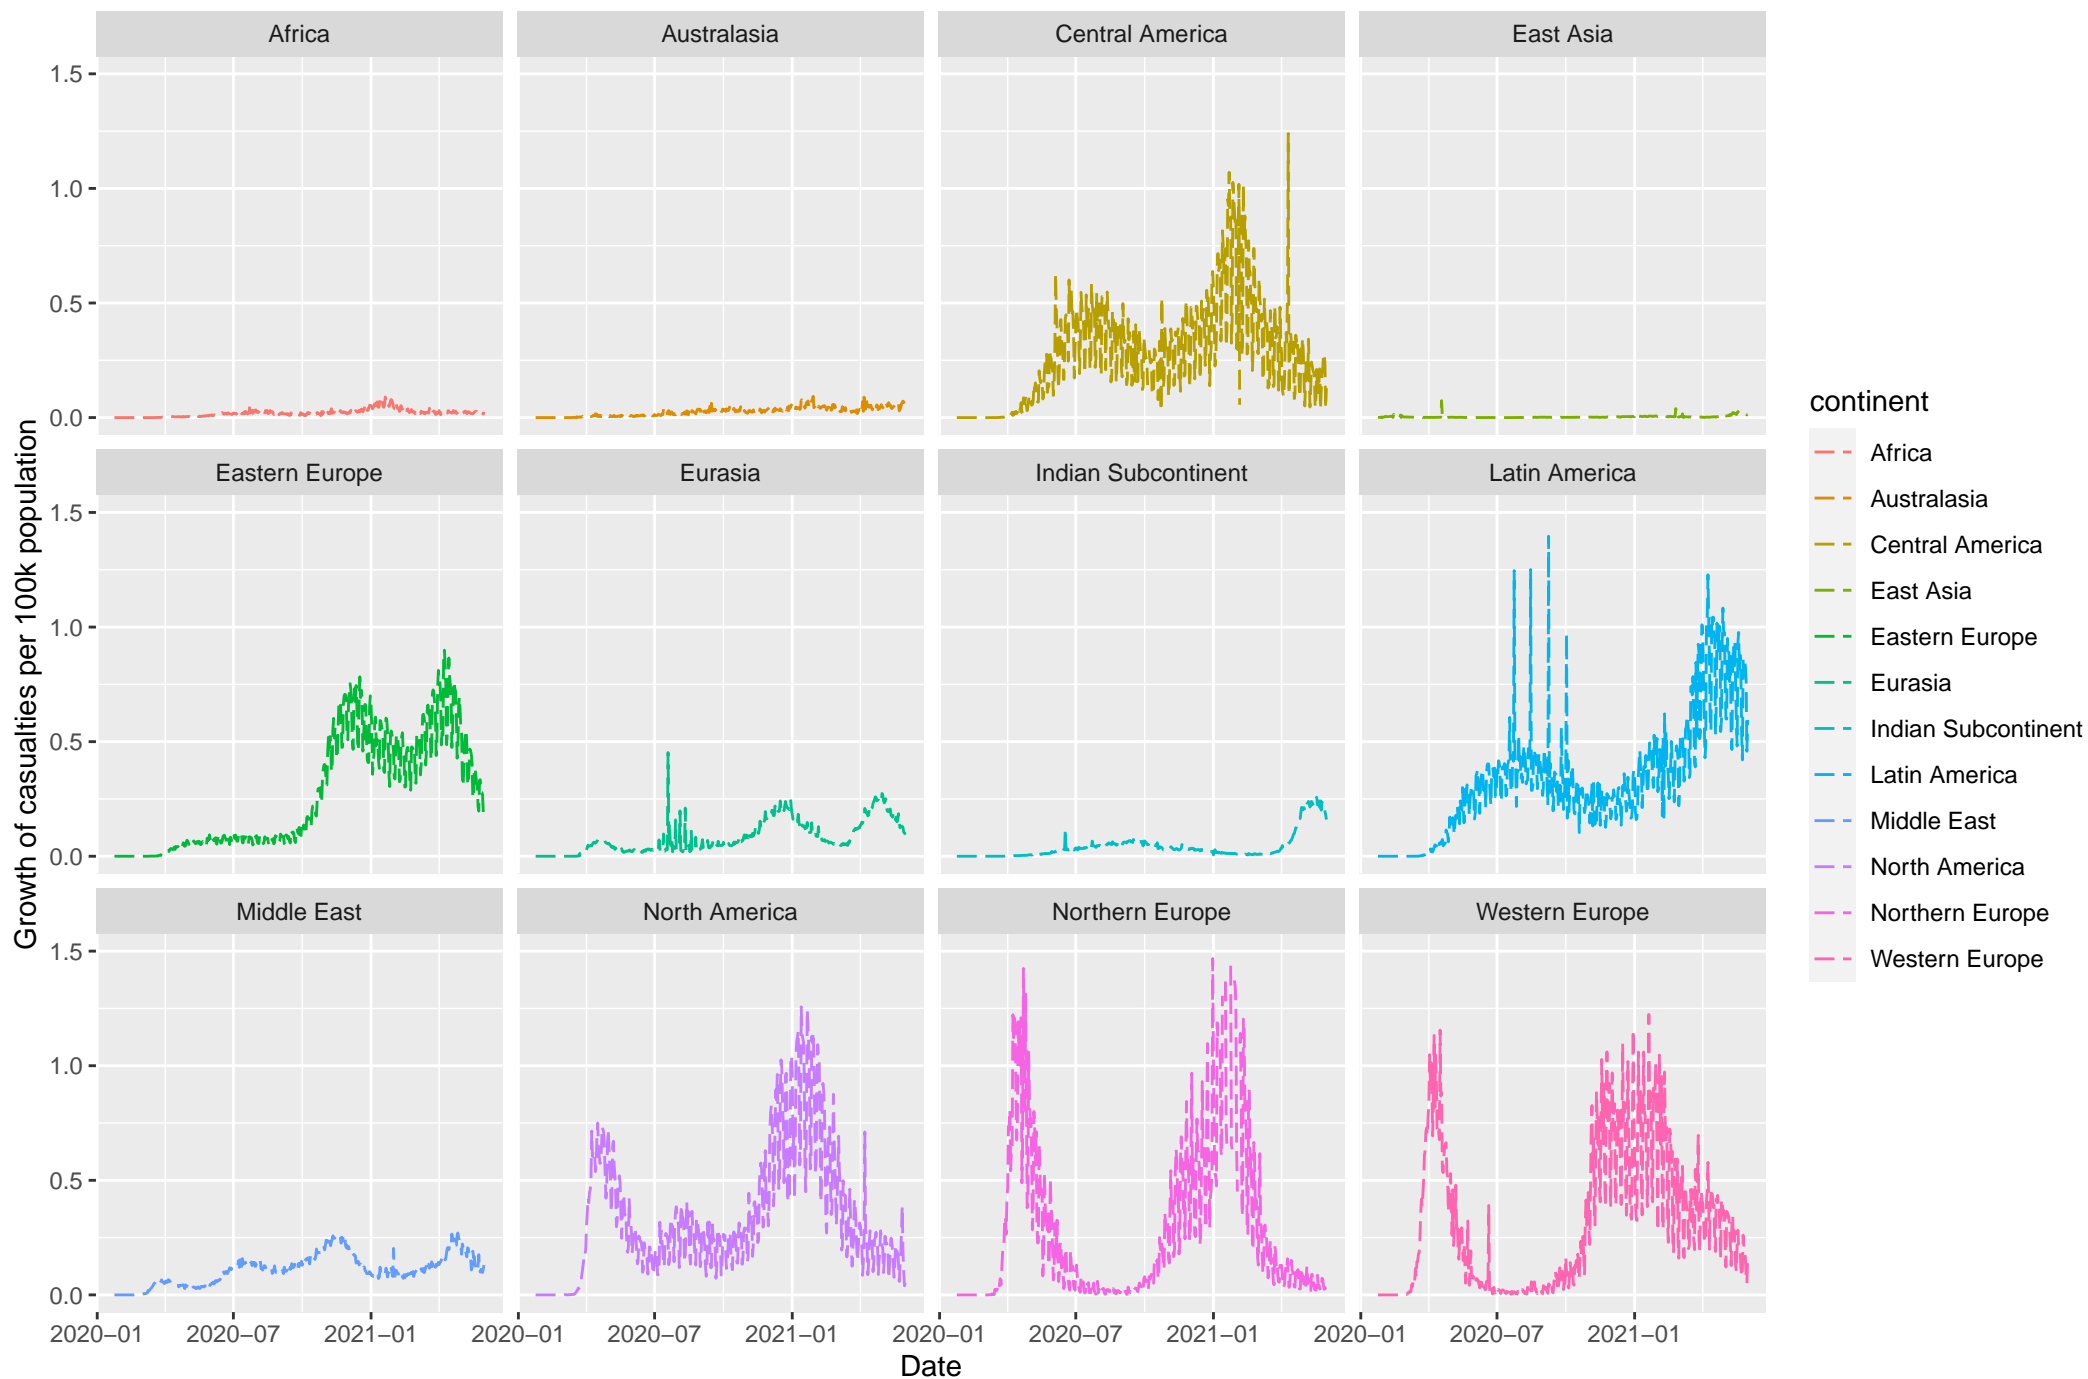 Africa
Australasia
Central America
East Asia
1.5
1.0
0.5
0.0
Eastern Europe
Eurasia
Indian Subcontinent
Latin America
1.5
1.0
0.5
0.0
Middle East
North America
Northern Europe
Western Europe
1.5
1.0
0.5
0.0
2020−01
2020−07
2021−01
2020−01
2020−07
2021−01
2020−01
2020−07
2021−01
2020−01
2020−07
2021−01
Date
Growth of casualties per 100k population
continent
Africa
Australasia
Central America
East Asia
Eastern Europe
Eurasia
Indian Subcontinent
Latin America
Middle East
North America
Northern Europe
Western Europe